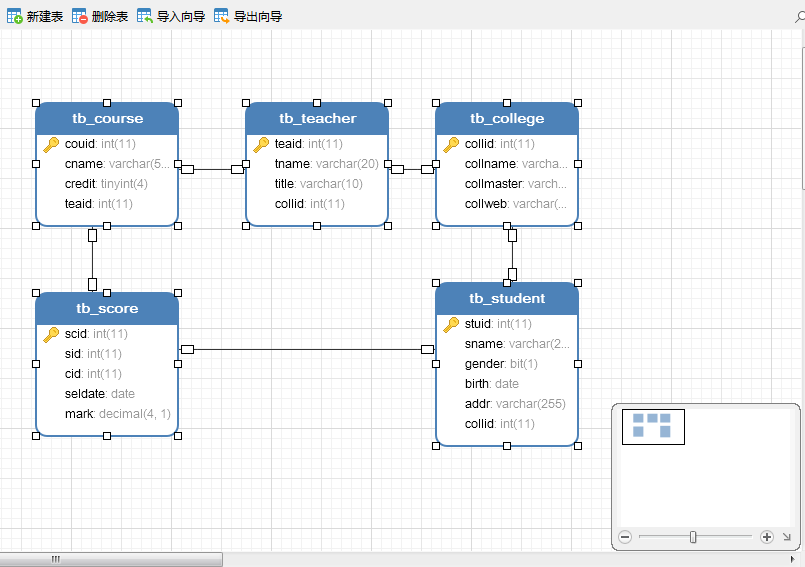 新建表 删除表 导入向导 导出向导
tb_course
couid: int(11)
cname: varchar(5...
credit: tinyint(4)
teaid: int(11)
tb_teacher
teaid: int(11)
tname: varchar(20)
title: varchar(10)
collid: int(11)
tb_college
collid: int(11)
collname: varcha...
collmaster: varch...
collweb: varchar(...
tb_score
scid: int(11)
sid: int(11)
cid: int(11)
seldate: date
mark: decimal(4, 1)
tb_student
stuid: int(11)
sname: varchar(2...
gender: bit(1)
birth: date
addr: varchar(255)
collid: int(11)